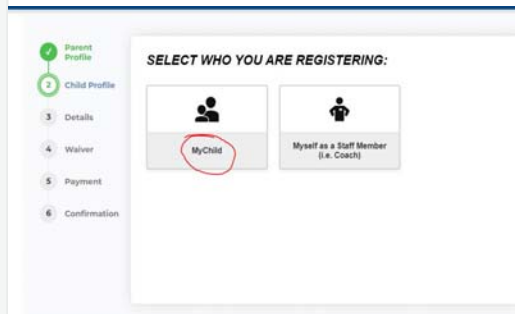 Parent
Profile
2
Child Profile
3
Details
4
Waiver
5
Payment
6
Confirmation
SELECT WHO YOU ARE REGISTERING:
MyChild
Myself as a Staff Member
(i.e. Coach)